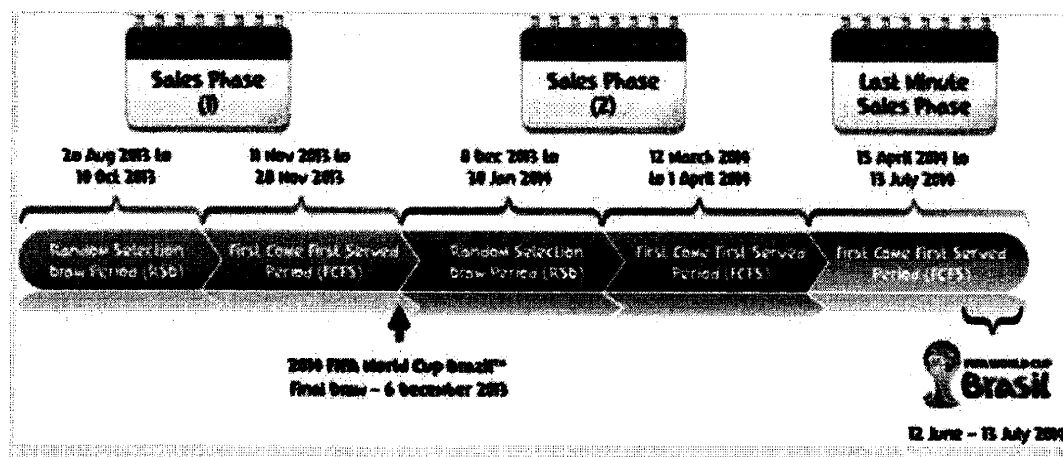 Sales Phase
(1)
Sales Phase
(2)
Last Minute
Sales Phase
20 Aug 2013 to
10 Oct 2013
11 Nov 2013 to
28 Nov 2013
8 Dec 2013 to
30 Jan 2014
12 March 2014
to 1 April 2014
15 April 2014 to
13 July 2014
Random Selection
Draw Period (RSD)
First Come First Served
Period (FCFS)
Random Selection
Draw Period (RSD)
First Come First Served
Period (FCFS)
First Come First Served
Period (FCFS)
2014 FIFA World Cup Brazil™
Final Draw – 6 December 2013
FIFA WORLD CUP
Brasil
12 June – 13 July 2014